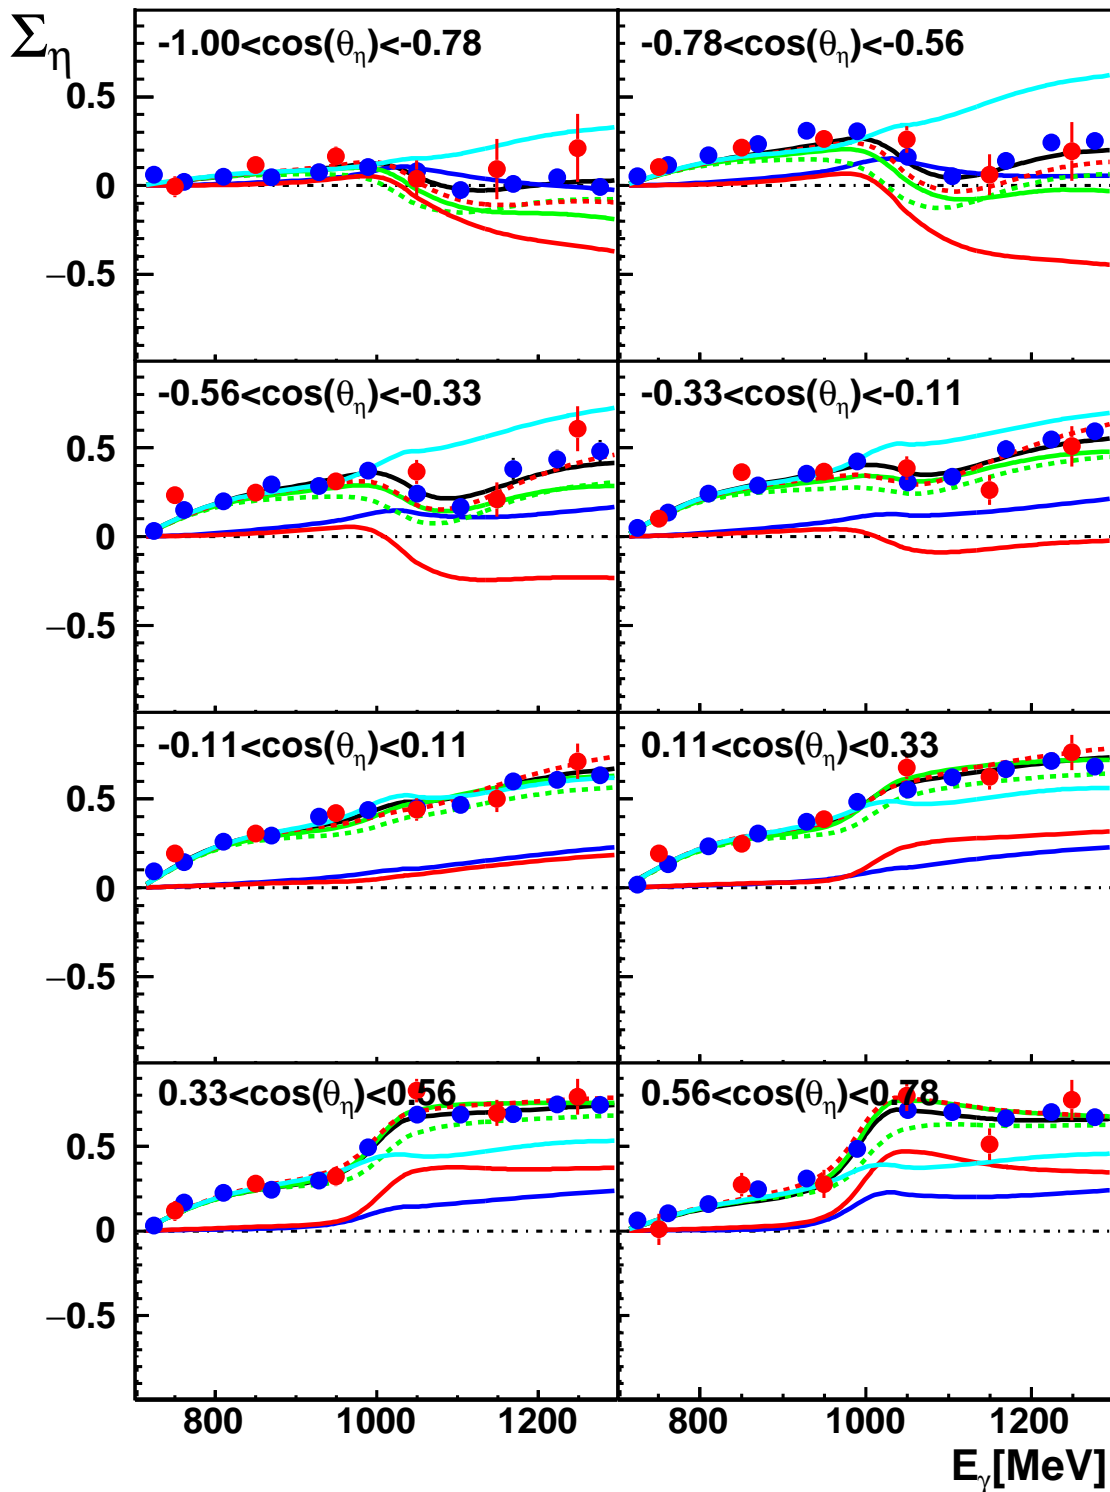 Σ_η
-1.00<cos(θ_η)<-0.78
-0.78<cos(θ_η)<-0.56
0.5
0
−0.5
-0.56<cos(θ_η)<-0.33
-0.33<cos(θ_η)<-0.11
0.5
0
−0.5
-0.11<cos(θ_η)<0.11
0.11<cos(θ_η)<0.33
0.5
0
−0.5
0.33<cos(θ_η)<0.56
0.56<cos(θ_η)<0.78
0.5
0
−0.5
800 1000 1200 800 1000 1200
E_γ[MeV]